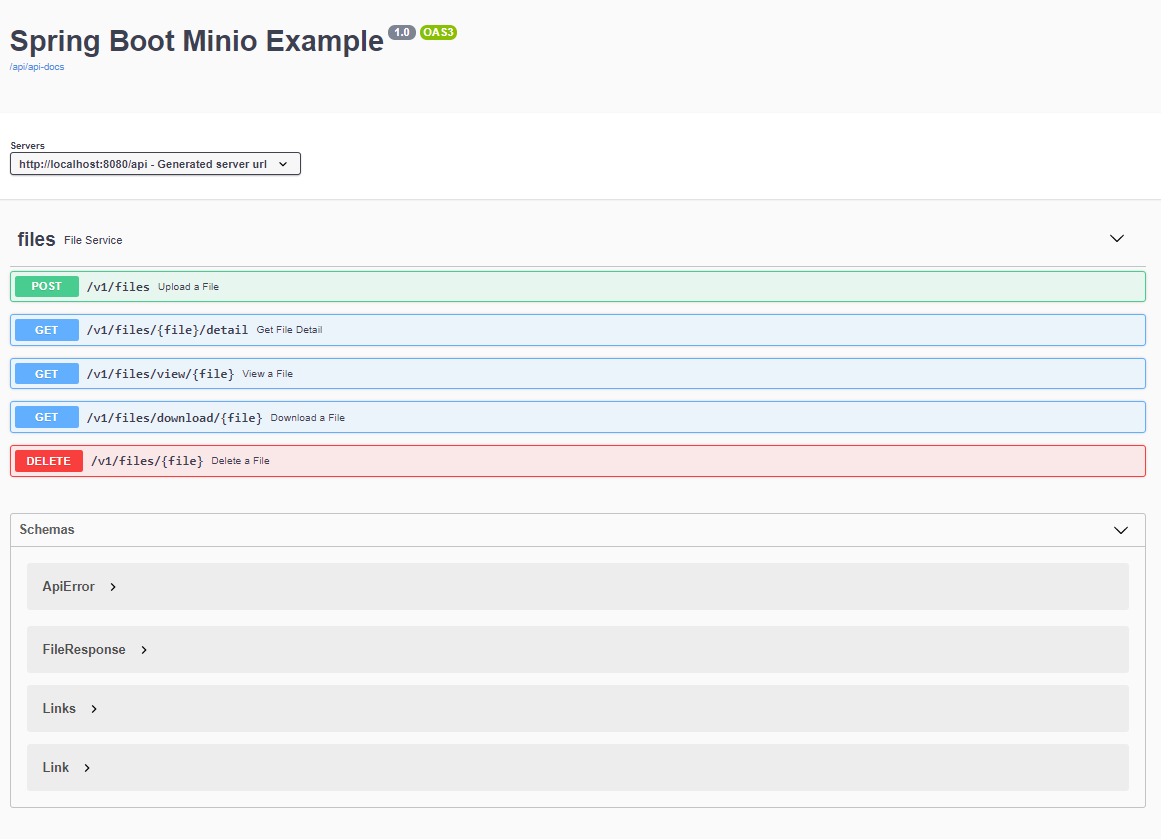 Spring Boot Minio Example 1.0 OAS3
/api/api-docs
Servers
http://localhost:8080/api - Generated server url
files File Service
POST /v1/files Upload a File
GET /v1/files/{file}/detail Get File Detail
GET /v1/files/view/{file} View a File
GET /v1/files/download/{file} Download a File
DELETE /v1/files/{file} Delete a File
Schemas
ApiError
FileResponse
Links
Link